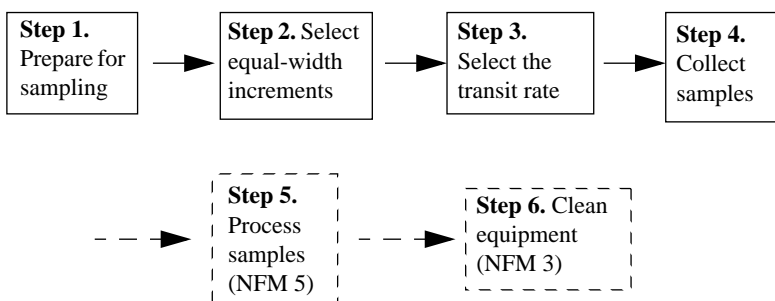 Step 1.
Prepare for
sampling
Step 2. Select
equal-width
increments
Step 3.
Select the
transit rate
Step 4.
Collect
samples
Step 5.
Process
samples
(NFM 5)
Step 6. Clean
equipment
(NFM 3)